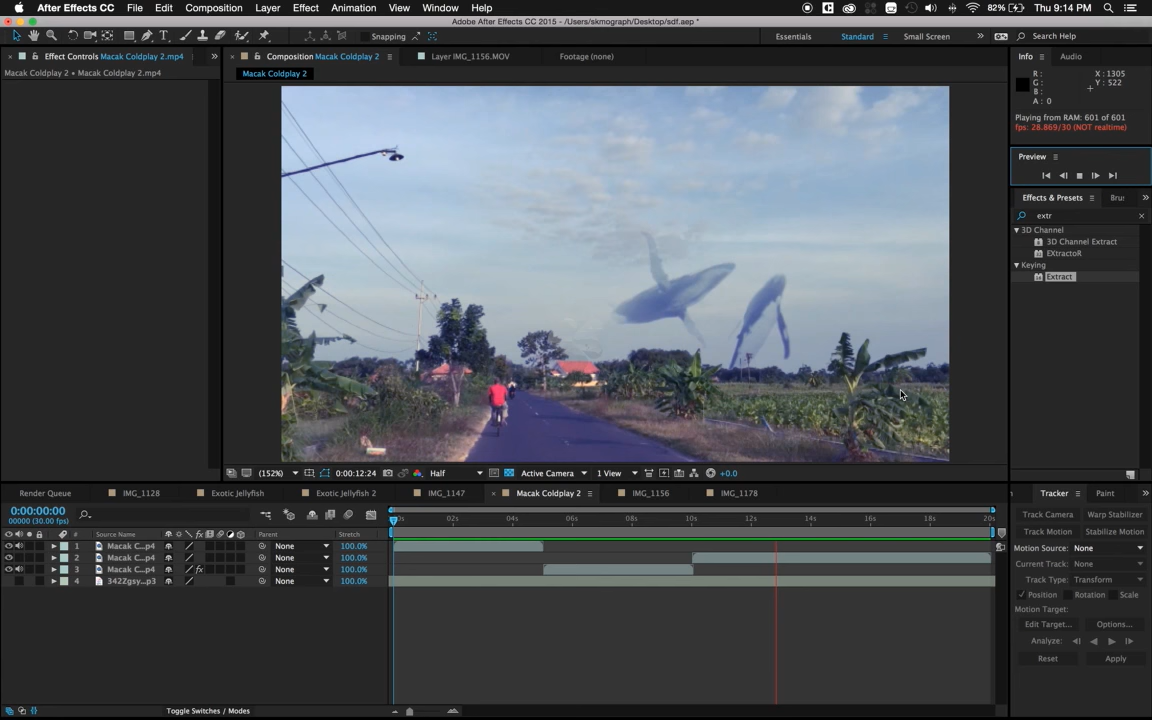 After Effects CC File Edit Composition Layer Effect Animation View Window Help 82% Thu 9:14 PM
Adobe After Effects CC 2015 - /Users/skmograph/Desktop/sdf.aep *
Snapping Essentials Standard Small Screen Search Help
Effect Controls Macak Coldplay 2.mp4 Composition Macak Coldplay 2 Layer IMG_1156.MOV Footage (none) Info Audio
Macak Coldplay 2 • Macak Coldplay 2.mp4 Macak Coldplay 2
R : X : 1305
G : Y : 522
B :
A : 0
Playing from RAM: 601 of 601
fps: 28.869/30 (NOT realtime)
Preview
Effects & Presets Bru
extr
3D Channel
3D Channel Extract
EXtractoR
Keying
Extract
(152%) 0:00:12:24 Half Active Camera 1 View +0.0
Render Queue IMG_1128 Exotic Jellyfish Exotic Jellyfish 2 IMG_1147 Macak Coldplay 2 IMG_1156 IMG_1178 Tracker Paint
0:00:00:00
00000 (30.00 fps)
02s 04s 06s 08s 10s 12s 14s 16s 18s 20s
# Source Name Parent Stretch
1 Macak C...p4 None 100.0%
2 Macak C...p4 None 100.0%
3 Macak C...p4 None 100.0%
4 342Zgsy...p3 None 100.0%
Track Camera Warp Stabilizer
Track Motion Stabilize Motion
Motion Source: None
Current Track: None
Track Type: Transform
Position Rotation Scale
Motion Target:
Edit Target... Options...
Analyze:
Reset Apply
Toggle Switches / Modes